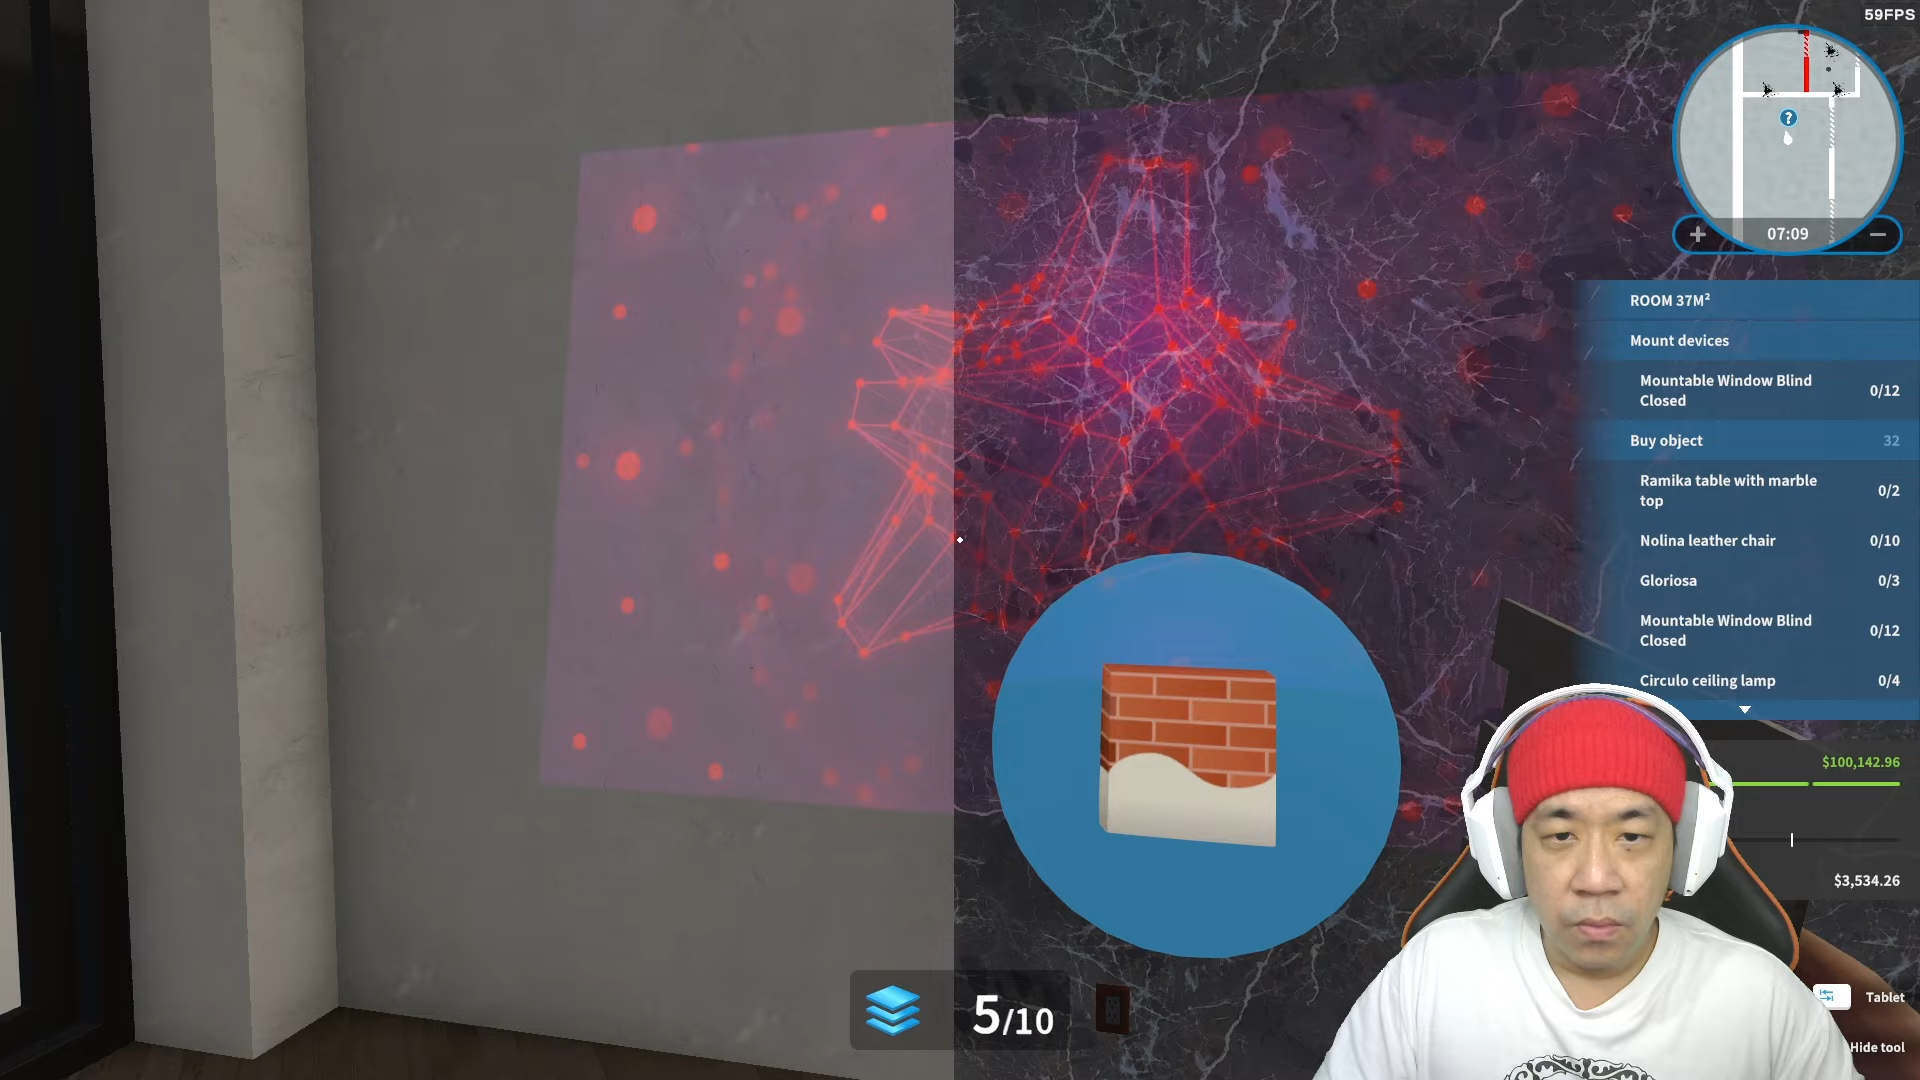 59FPS
?
+ 07:09 −
ROOM 37M²
Mount devices
Mountable Window Blind
Closed 0/12
Buy object 32
Ramika table with marble
top 0/2
Nolina leather chair 0/10
Gloriosa 0/3
Mountable Window Blind
Closed 0/12
Circulo ceiling lamp 0/4
$100,142.96
$3,534.26
Tablet
5/10
Hide tool